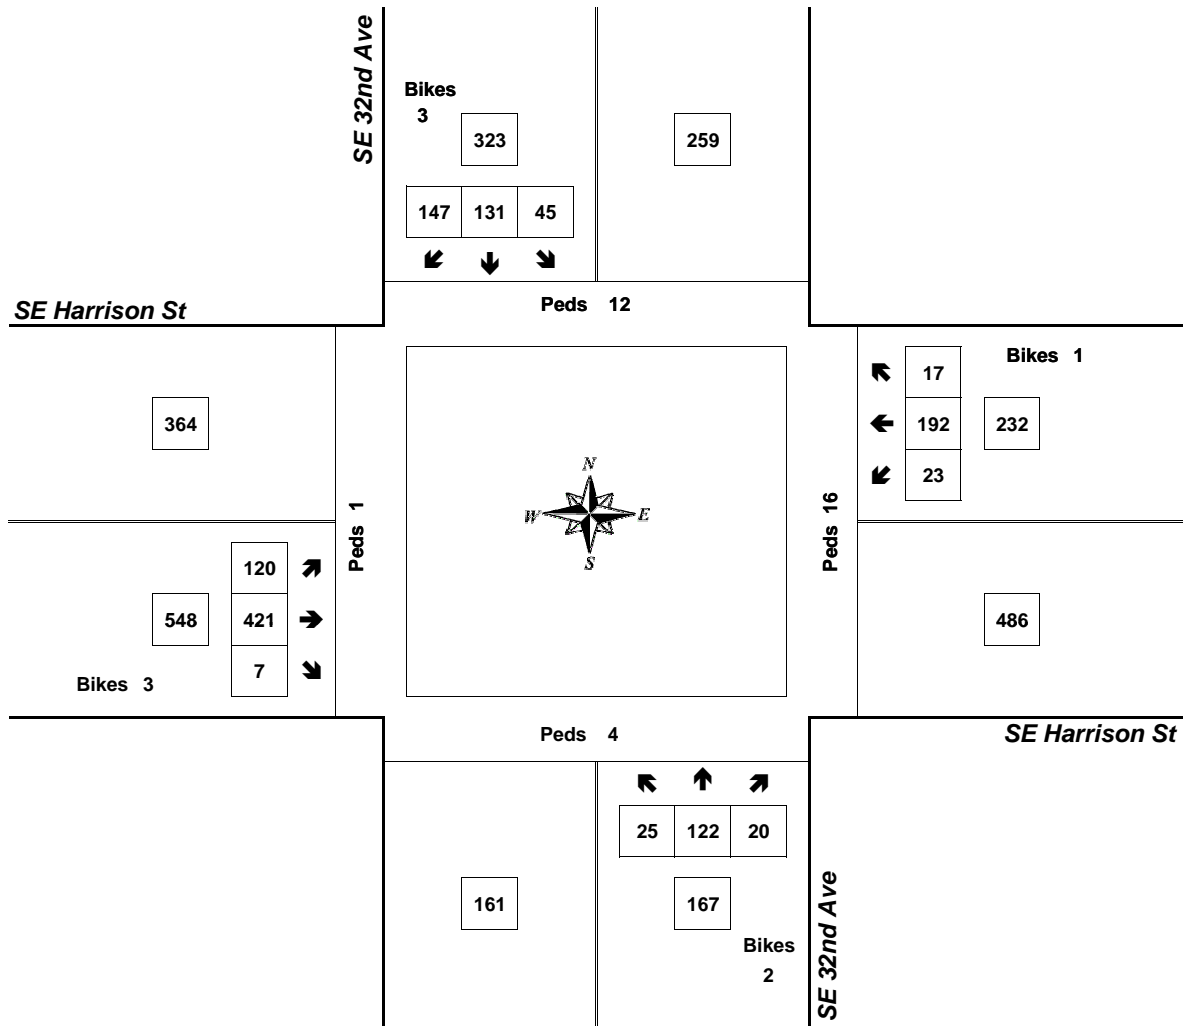 SE 32nd Ave
Bikes
3
323
259
147 131 45
SE Harrison St
Peds 12
Bikes 1
17
364
192 232
23
N
W E
S
Peds 1
Peds 16
120
548 421
486
7
Bikes 3
Peds 4
SE Harrison St
25 122 20
161
167
SE 32nd Ave
Bikes
2